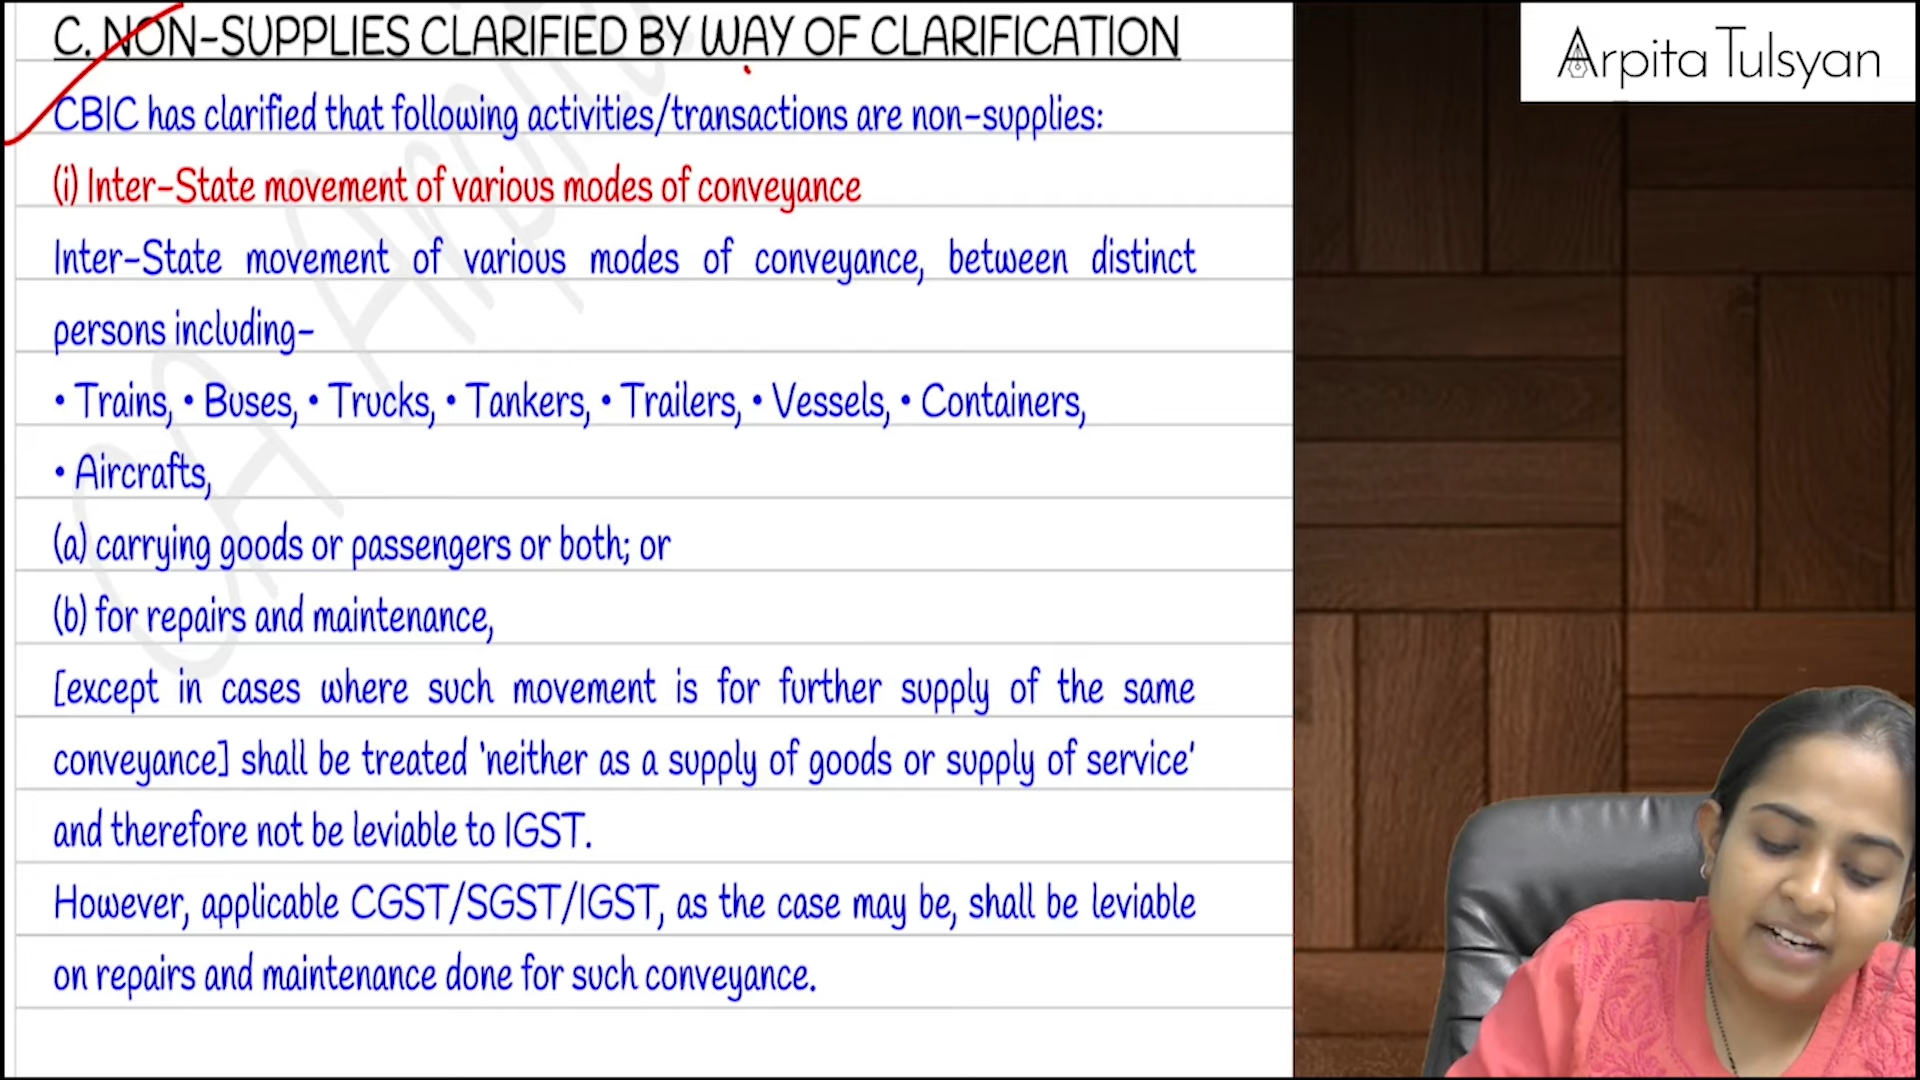 C. NON-SUPPLIES CLARIFIED BY WAY OF CLARIFICATION
Arpita Tulsyan
CBIC has clarified that following activities/transactions are non-supplies:
(i) Inter-State movement of various modes of conveyance
Inter-State movement of various modes of conveyance, between distinct
persons including-
• Trains, • Buses, • Trucks, • Tankers, • Trailers, • Vessels, • Containers,
• Aircrafts,
(a) carrying goods or passengers or both; or
(b) for repairs and maintenance,
[except in cases where such movement is for further supply of the same
conveyance] shall be treated ‘neither as a supply of goods or supply of service’
and therefore not be leviable to IGST.
However, applicable CGST/SGST/IGST, as the case may be, shall be leviable
on repairs and maintenance done for such conveyance.
CA Arpit